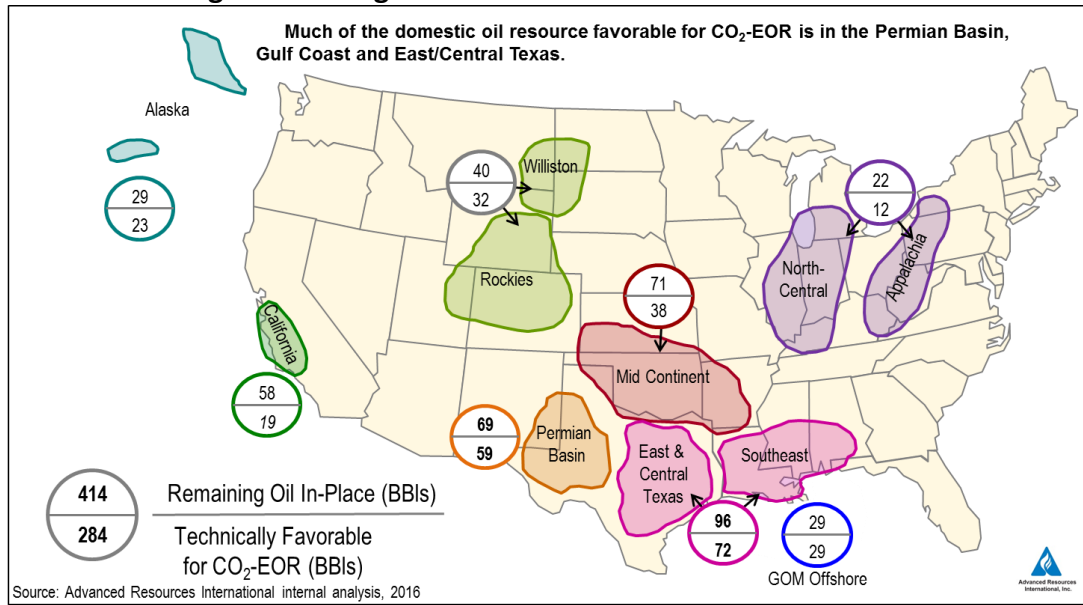 Much of the domestic oil resource favorable for CO₂-EOR is in the Permian Basin,
Gulf Coast and East/Central Texas.
Alaska
29
23
Williston
40
32
Rockies
22
12
North-
Central
Appalachia
71
38
Mid Continent
California
58
19
69
59
Permian
Basin
East &
Central
Texas
Southeast
96
72
29
29
GOM Offshore
414
284
Remaining Oil In-Place (BBls)
Technically Favorable
for CO₂-EOR (BBls)
Source: Advanced Resources International internal analysis, 2016
Advanced Resources
International, Inc.